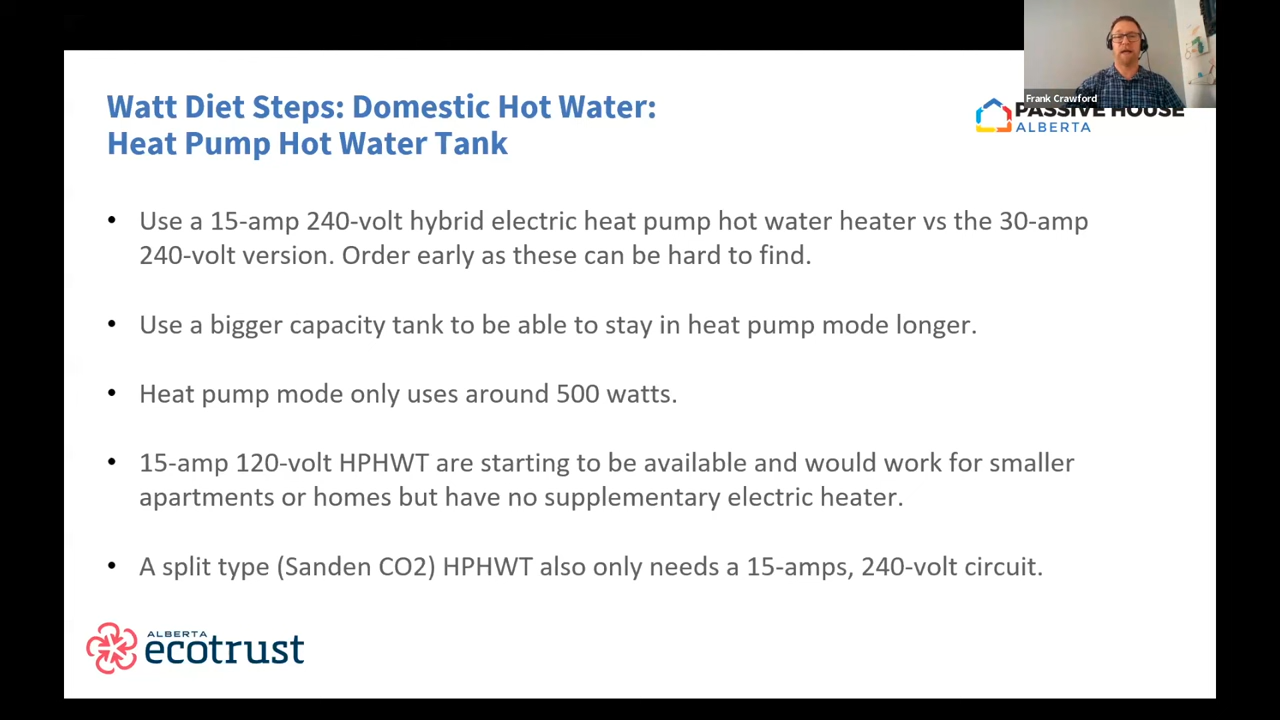 Frank Crawford
Watt Diet Steps: Domestic Hot Water:
Heat Pump Hot Water Tank
PASSIVE HOUSE
ALBERTA
• Use a 15-amp 240-volt hybrid electric heat pump hot water heater vs the 30-amp
240-volt version. Order early as these can be hard to find.
• Use a bigger capacity tank to be able to stay in heat pump mode longer.
• Heat pump mode only uses around 500 watts.
• 15-amp 120-volt HPHWT are starting to be available and would work for smaller
apartments or homes but have no supplementary electric heater.
• A split type (Sanden CO2) HPHWT also only needs a 15-amps, 240-volt circuit.
ALBERTA
ecotrust